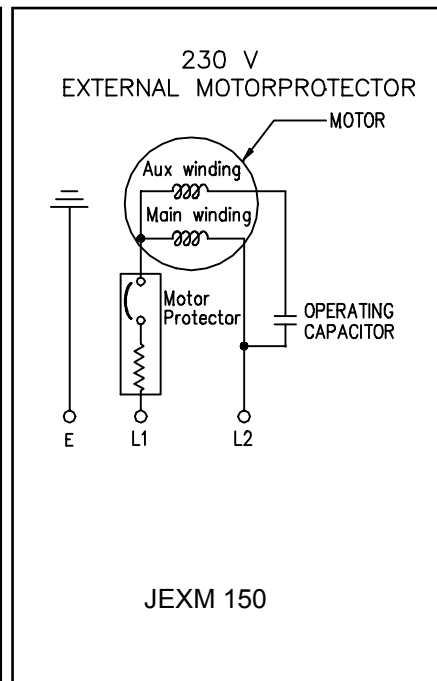 230 V
EXTERNAL MOTORPROTECTOR
MOTOR
Aux winding
Main winding
Motor
Protector
OPERATING
CAPACITOR
E
L1
L2
JEXM 150